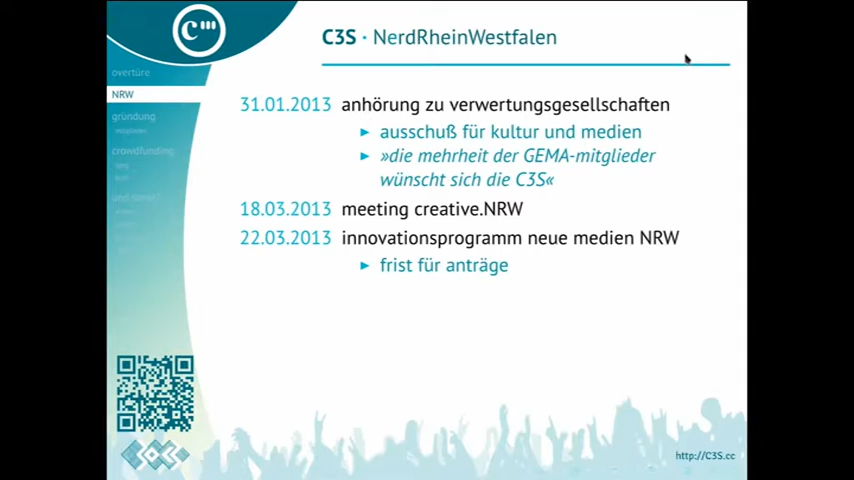 C3S · NerdRheinWestfalen
overtüre
NRW
gründung
mitglieder
crowdfunding
31.01.2013 anhörung zu verwertungsgesellschaften
ausschuß für kultur und medien
»die mehrheit der GEMA-mitglieder
wünscht sich die C3S«
18.03.2013 meeting creative.NRW
22.03.2013 innovationsprogramm neue medien NRW
frist für anträge
http://C3S.cc